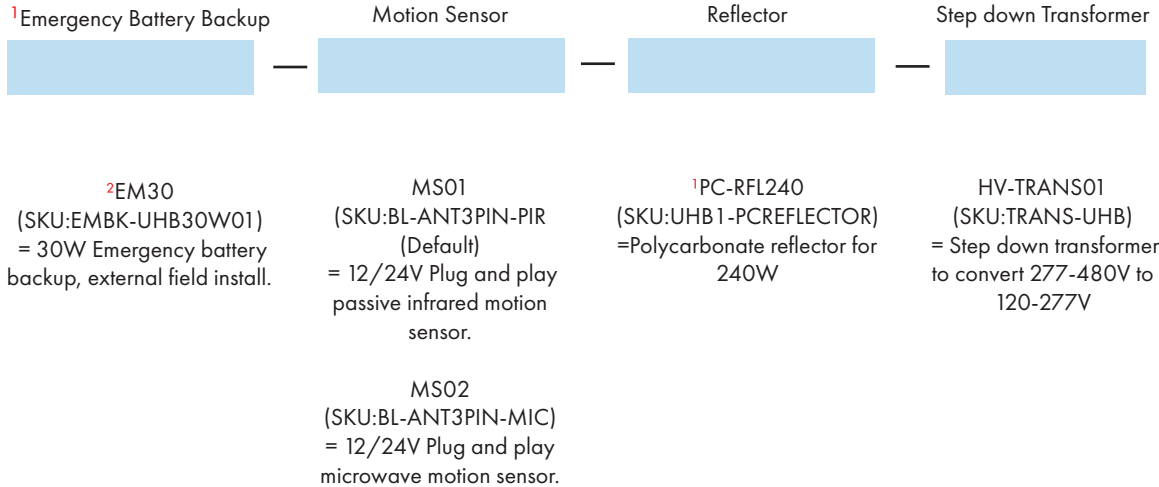 ¹Emergency Battery Backup
Motion Sensor
Reflector
Step down Transformer
—
—
—
²EM30
(SKU:EMBK-UHB30W01)
= 30W Emergency battery
backup, external field install.
MS01
(SKU:BL-ANT3PIN-PIR
(Default)
= 12/24V Plug and play
passive infrared motion
sensor.
MS02
(SKU:BL-ANT3PIN-MIC)
= 12/24V Plug and play
microwave motion sensor.
¹PC-RFL240
(SKU:UHB1-PCREFLECTOR)
=Polycarbonate reflector for
240W
HV-TRANS01
(SKU:TRANS-UHB)
= Step down transformer
to convert 277-480V to
120-277V